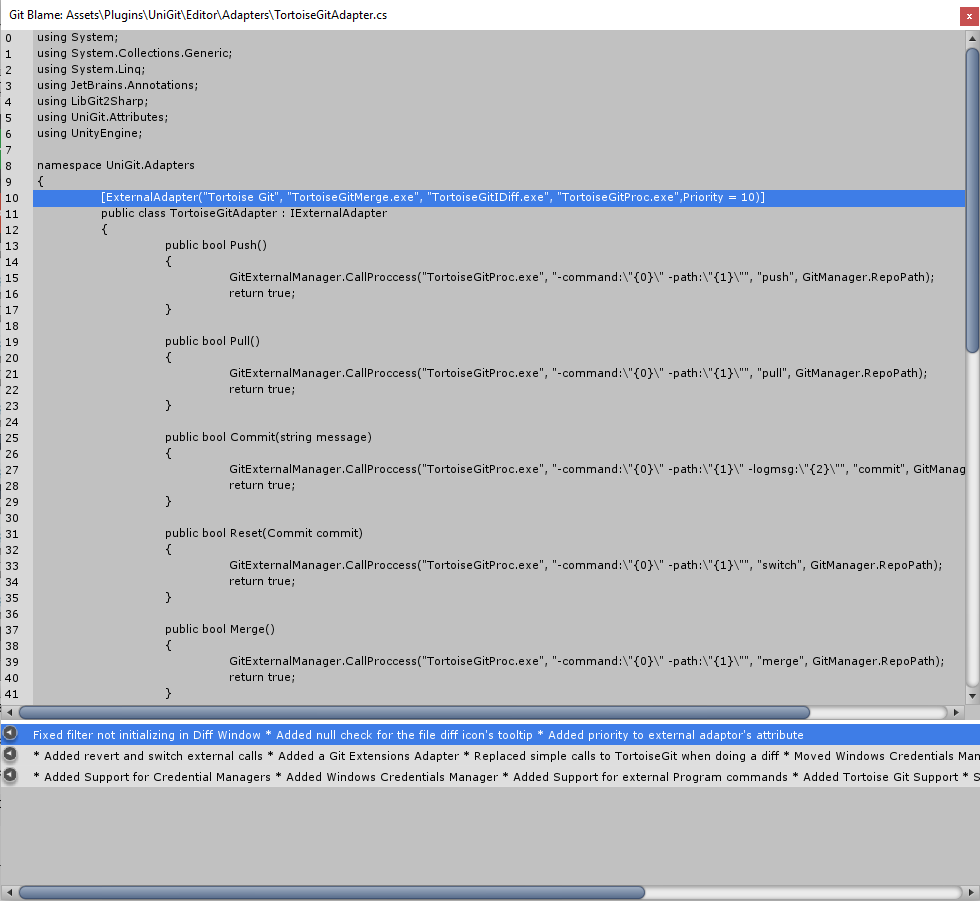 Git Blame: Assets\Plugins\UniGit\Editor\Adapters\TortoiseGitAdapter.cs
x
0 using System;
1 using System.Collections.Generic;
2 using System.Linq;
3 using JetBrains.Annotations;
4 using LibGit2Sharp;
5 using UniGit.Attributes;
6 using UnityEngine;
7
8 namespace UniGit.Adapters
9 {
10 [ExternalAdapter("Tortoise Git", "TortoiseGitMerge.exe", "TortoiseGitIDiff.exe", "TortoiseGitProc.exe",Priority = 10)]
11 public class TortoiseGitAdapter : IExternalAdapter
12 {
13 public bool Push()
14 {
15 GitExternalManager.CallProccess("TortoiseGitProc.exe", "-command:\"{0}\" -path:\"{1}\"", "push", GitManager.RepoPath);
16 return true;
17 }
18
19 public bool Pull()
20 {
21 GitExternalManager.CallProccess("TortoiseGitProc.exe", "-command:\"{0}\" -path:\"{1}\"", "pull", GitManager.RepoPath);
22 return true;
23 }
24
25 public bool Commit(string message)
26 {
27 GitExternalManager.CallProccess("TortoiseGitProc.exe", "-command:\"{0}\" -path:\"{1}\" -logmsg:\"{2}\"", "commit", GitManag
28 return true;
29 }
30
31 public bool Reset(Commit commit)
32 {
33 GitExternalManager.CallProccess("TortoiseGitProc.exe", "-command:\"{0}\" -path:\"{1}\"", "switch", GitManager.RepoPath);
34 return true;
35 }
36
37 public bool Merge()
38 {
39 GitExternalManager.CallProccess("TortoiseGitProc.exe", "-command:\"{0}\" -path:\"{1}\"", "merge", GitManager.RepoPath);
40 return true;
41 }
Fixed filter not initializing in Diff Window * Added null check for the file diff icon's tooltip * Added priority to external adaptor's attribute
* Added revert and switch external calls * Added a Git Extensions Adapter * Replaced simple calls to TortoiseGit when doing a diff * Moved Windows Credentials Man
* Added Support for Credential Managers * Added Windows Credentials Manager * Added Support for external Program commands * Added Tortoise Git Support * S